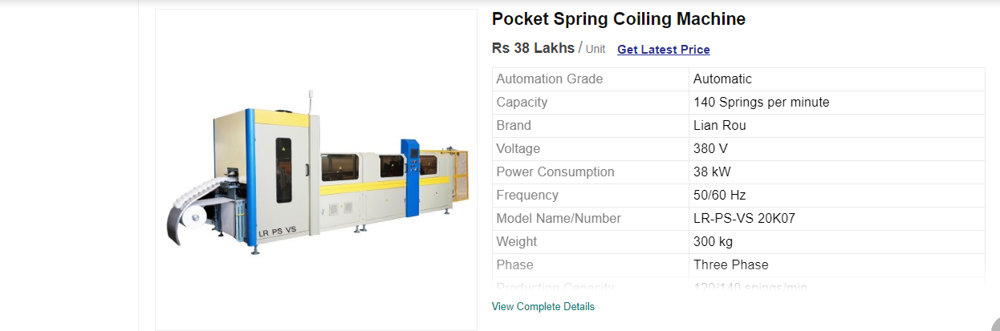 Pocket Spring Coiling Machine
Rs 38 Lakhs / Unit Get Latest Price
Automation Grade Automatic
Capacity 140 Springs per minute
Brand Lian Rou
Voltage 380 V
Power Consumption 38 kW
Frequency 50/60 Hz
Model Name/Number LR-PS-VS 20K07
Weight 300 kg
Phase Three Phase
Production Capacity 120/140 spings/min
View Complete Details
LR PS VS